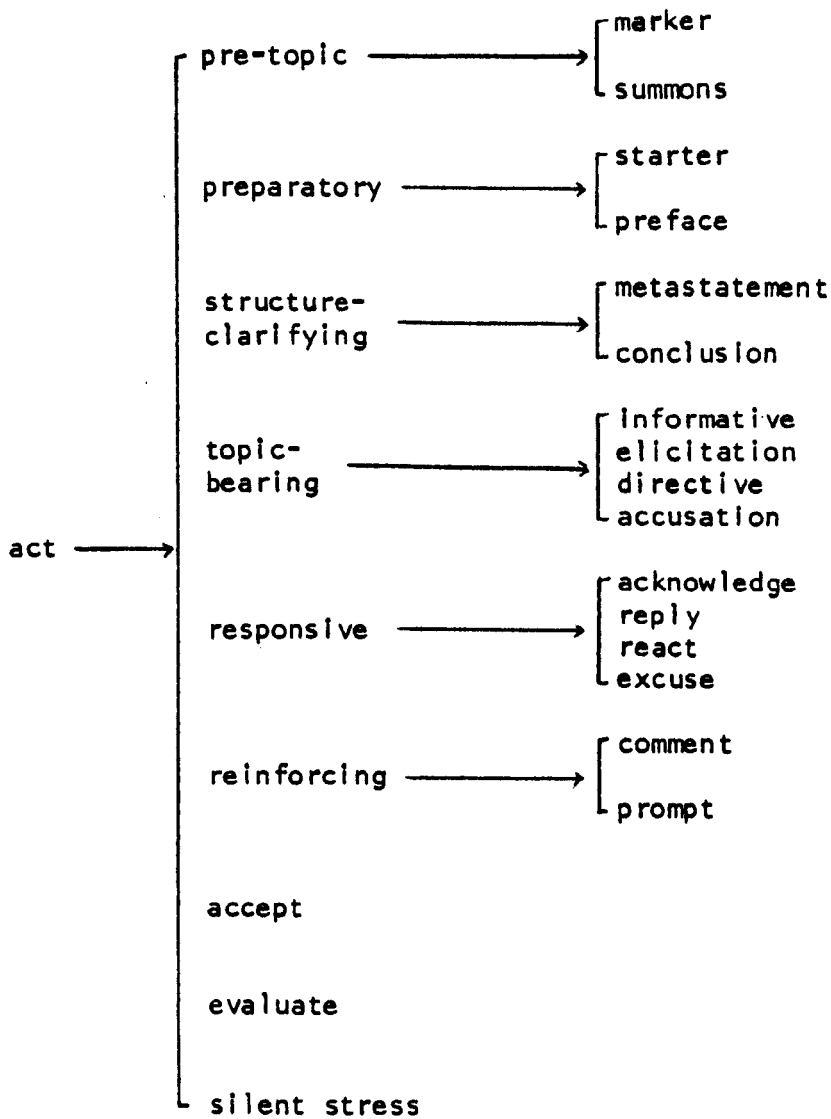 pre-topic
marker
summons
preparatory
starter
preface
structure-
clarifying
metastatement
conclusion
topic-
bearing
informative
elicitation
directive
accusation
act
responsive
acknowledge
reply
react
excuse
reinforcing
comment
prompt
accept
evaluate
silent stress